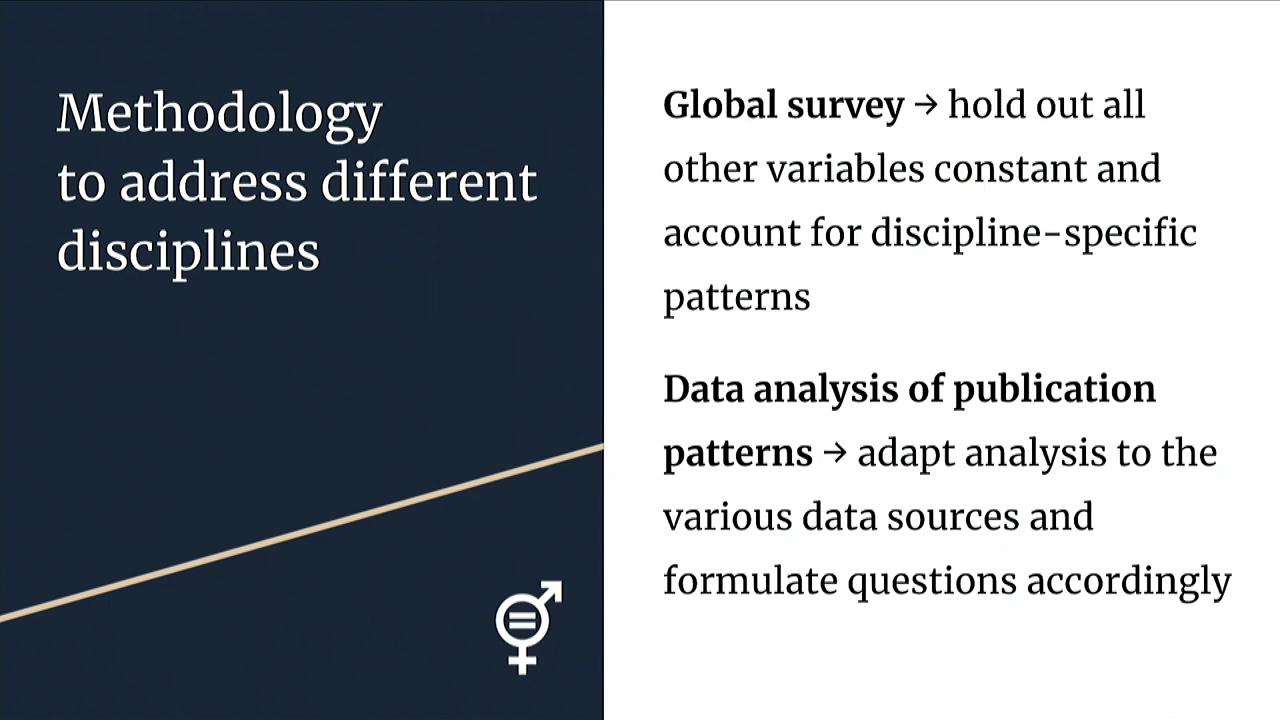 Methodology
to address different
disciplines
Global survey → hold out all
other variables constant and
account for discipline-specific
patterns
Data analysis of publication
patterns → adapt analysis to the
various data sources and
formulate questions accordingly